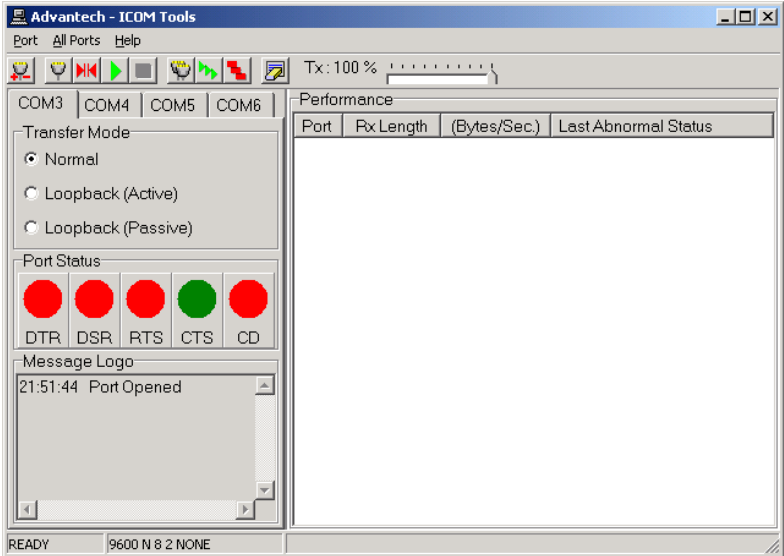 Advantech - ICOM Tools
Port All Ports Help
Tx : 100 %
COM3 COM4 COM5 COM6
Transfer Mode
Normal
Loopback (Active)
Loopback (Passive)
Port Status
DTR DSR RTS CTS CD
Message Logo
21:51:44 Port Opened
Performance
Port Rx Length (Bytes/Sec.) Last Abnormal Status
READY 9600 N 8 2 NONE